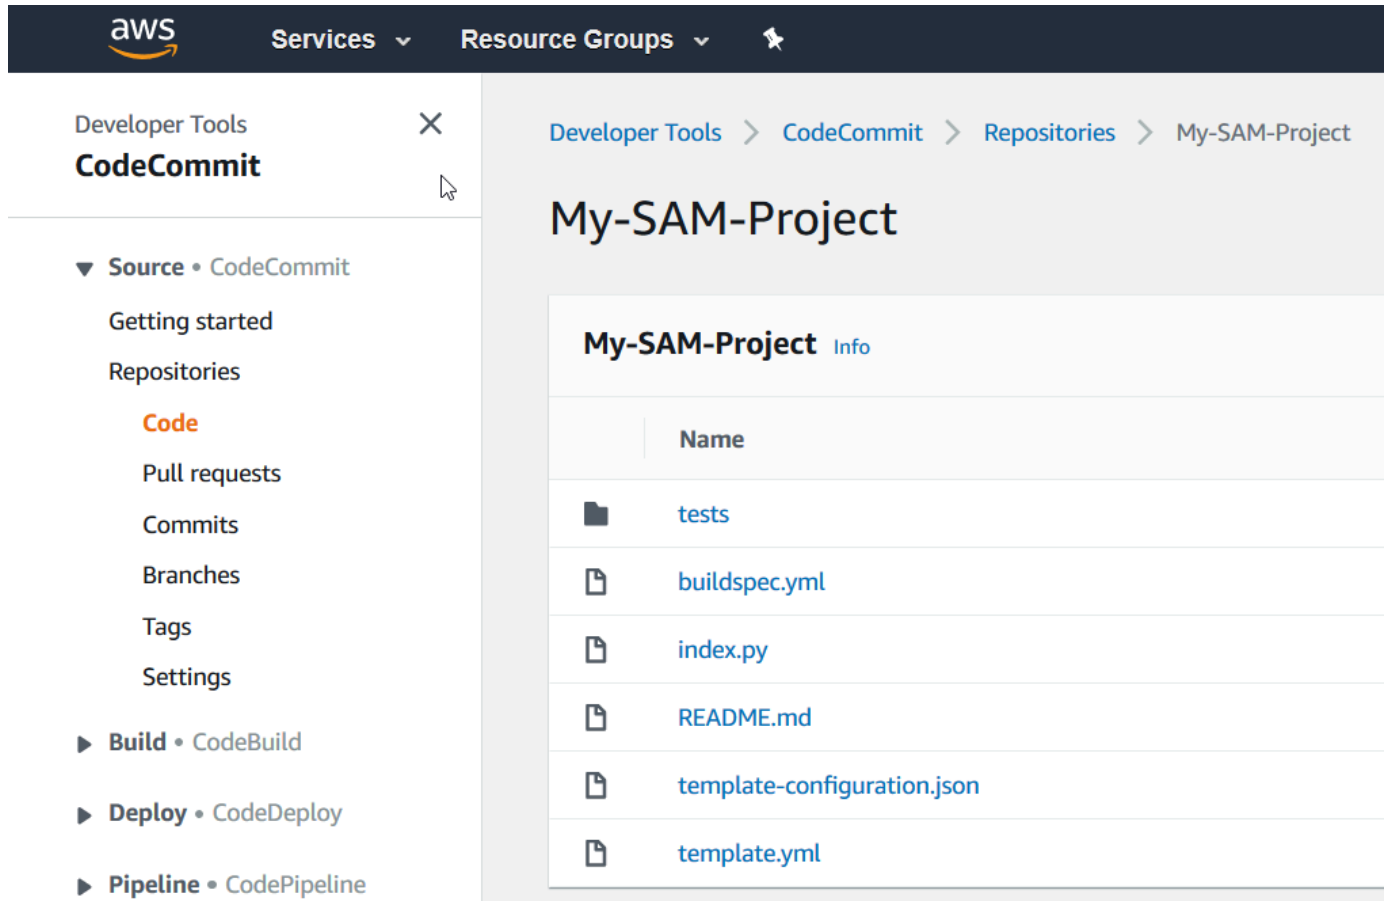 aws Services Resource Groups
Developer Tools
CodeCommit
Source • CodeCommit
Getting started
Repositories
Code
Pull requests
Commits
Branches
Tags
Settings
Build • CodeBuild
Deploy • CodeDeploy
Pipeline • CodePipeline
Developer Tools > CodeCommit > Repositories > My-SAM-Project
My-SAM-Project
My-SAM-Project Info
Name
tests
buildspec.yml
index.py
README.md
template-configuration.json
template.yml